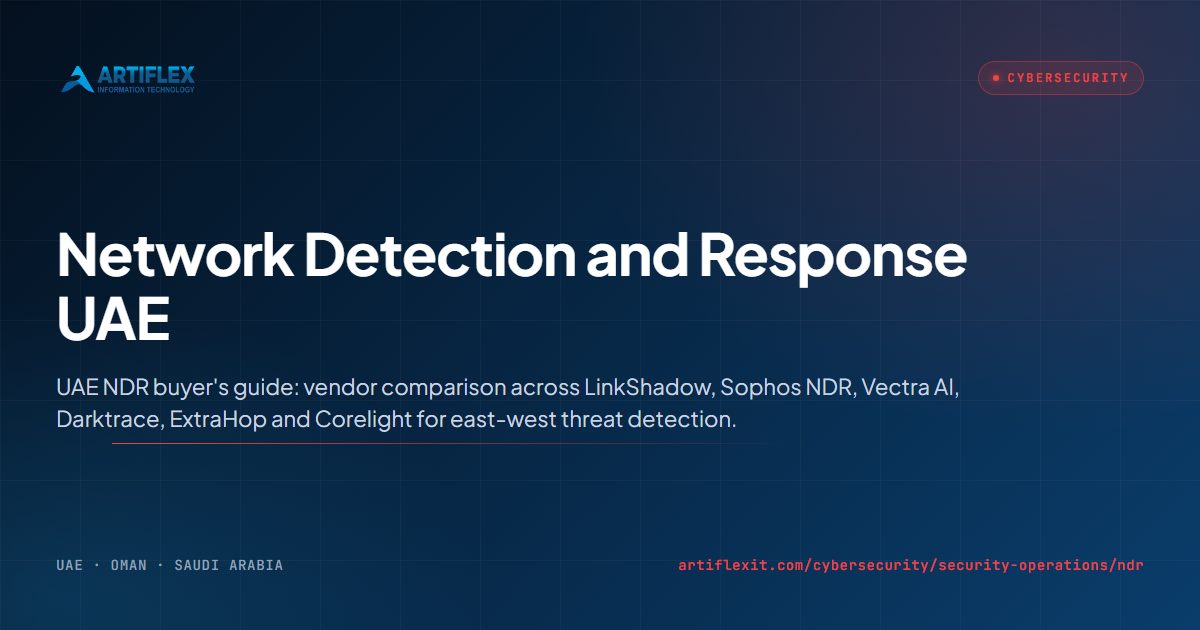 ARTIFLEX
INFORMATION TECHNOLOGY
CYBERSECURITY
Network Detection and Response
UAE
UAE NDR buyer's guide: vendor comparison across LinkShadow, Sophos NDR, Vectra AI,
Darktrace, ExtraHop and Corelight for east-west threat detection.
UAE · OMAN · SAUDI ARABIA
artiflexit.com/cybersecurity/security-operations/ndr